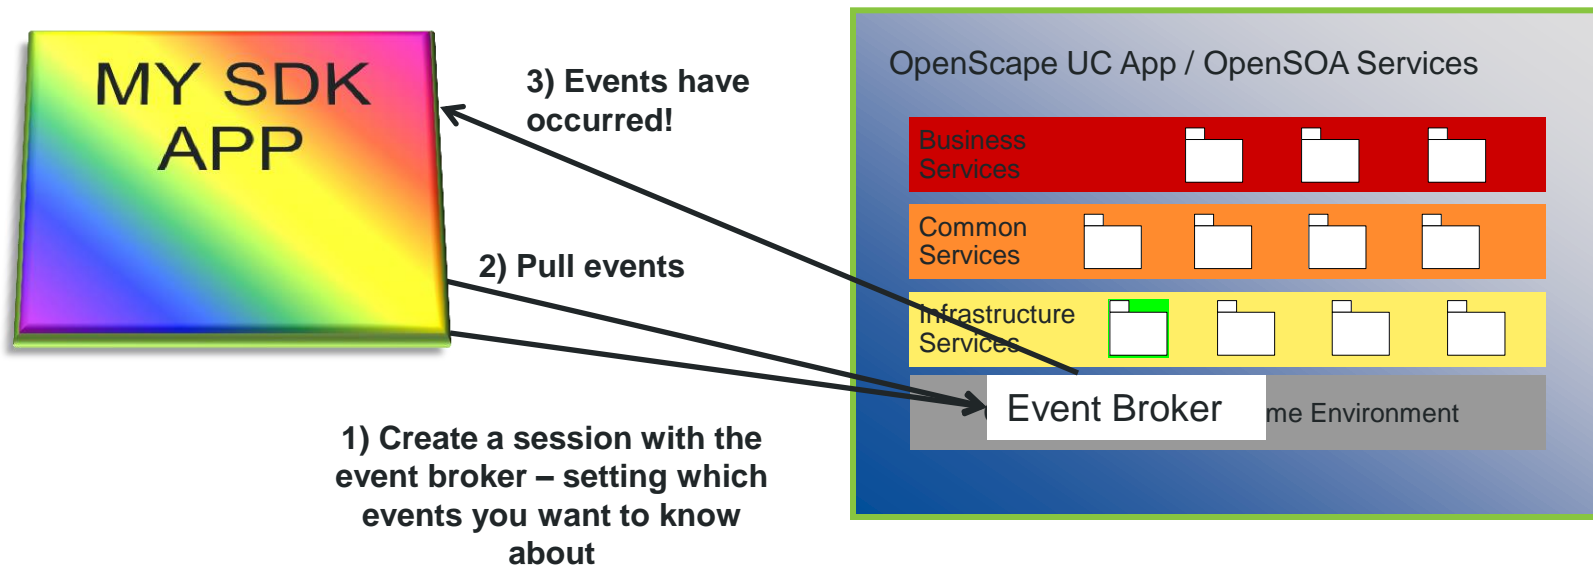 MY SDK
APP
3) Events have
occurred!
2) Pull events
1) Create a session with the
event broker – setting which
events you want to know
about
OpenScape UC App / OpenSOA Services
Business
Services
Common
Services
Infrastructure
Services
Event Broker
me Environment